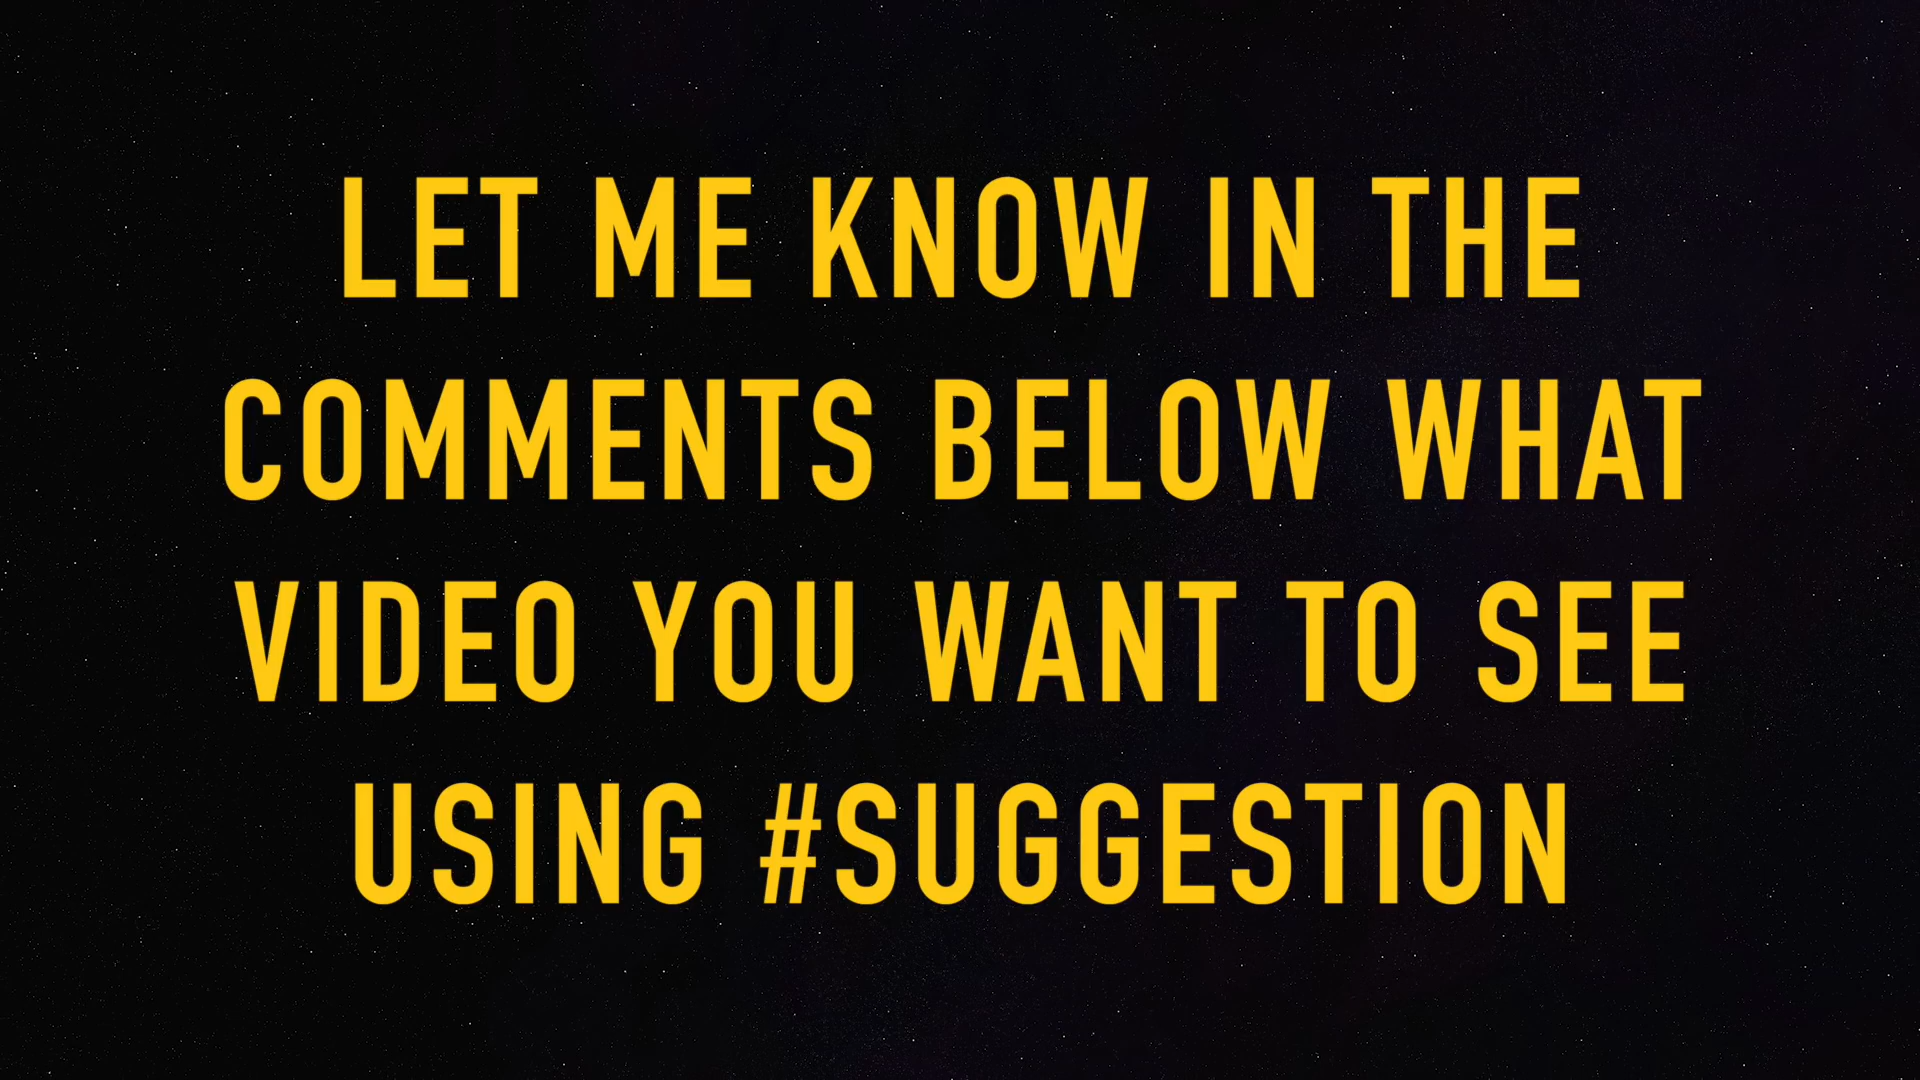 LET ME KNOW IN THE
COMMENTS BELOW WHAT
VIDEO YOU WANT TO SEE
USING #SUGGESTION